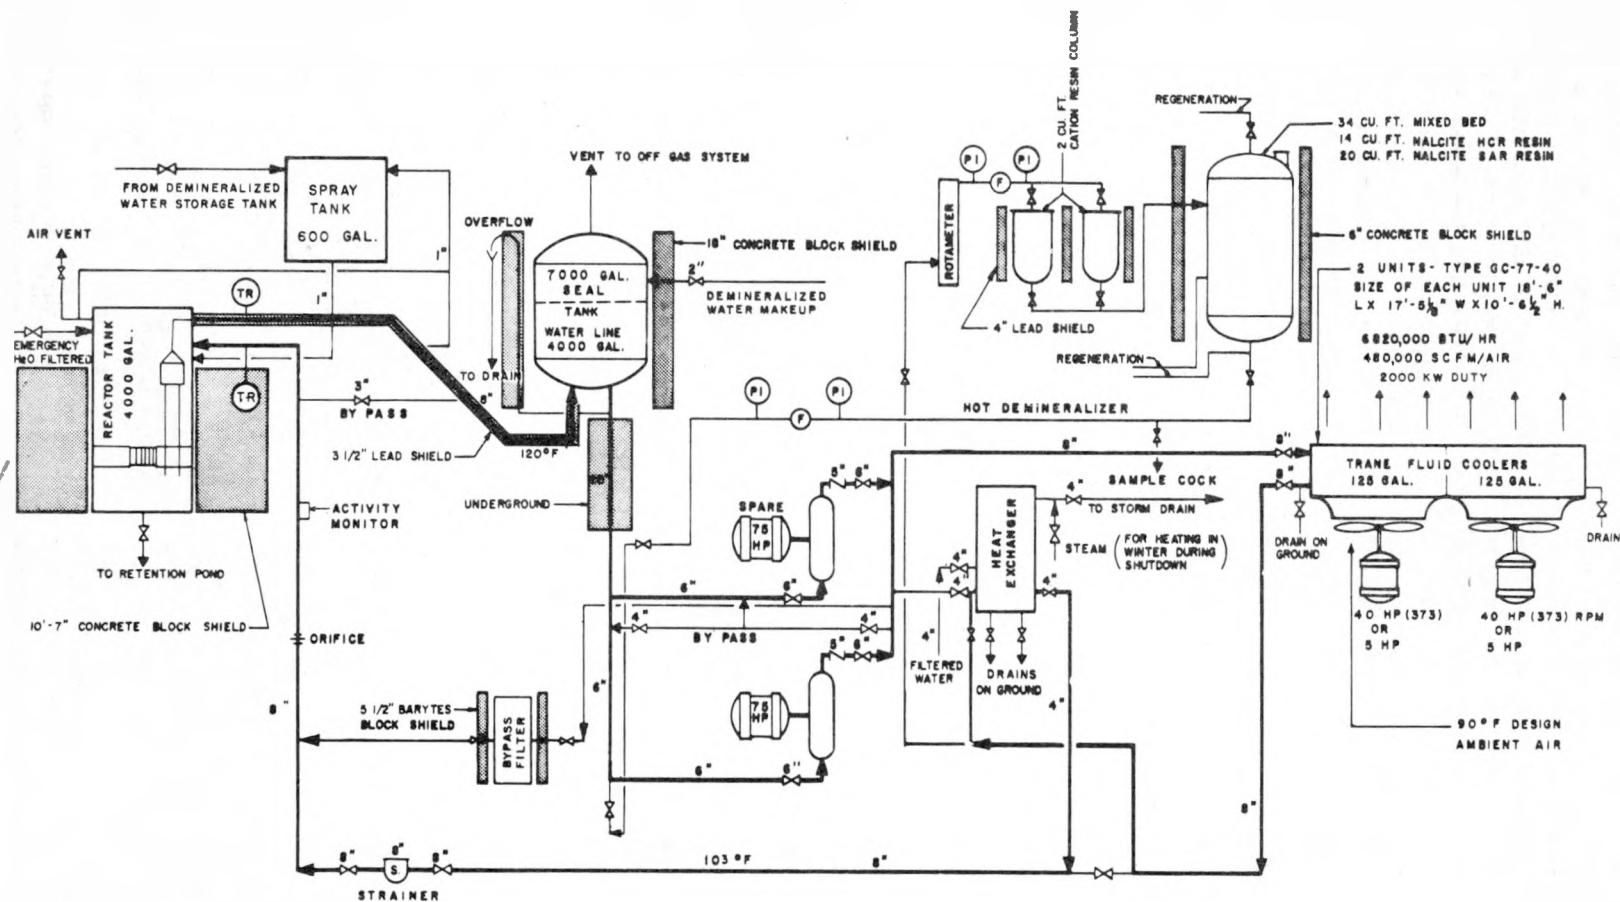 2 CU. FT.
CATION RESIN COLUMN
REGENERATION
34 CU. FT. MIXED BED
14 CU. FT. NALCITE HCR RESIN
20 CU. FT. NALCITE SAR RESIN
VENT TO OFF GAS SYSTEM
PI
F
PI
FROM DEMINERALIZED
WATER STORAGE TANK
SPRAY
TANK
600 GAL.
OVERFLOW
ROTAMETER
AIR VENT
1"
18" CONCRETE BLOCK SHIELD
6" CONCRETE BLOCK SHIELD
7000 GAL.
SEAL
TANK
WATER LINE
4000 GAL.
2"
DEMINERALIZED
WATER MAKEUP
2 UNITS- TYPE GC-77-40
SIZE OF EACH UNIT 18'-6"
L X 17'-5 1/8" W X 10'-6 1/2" H.
TR
1"
4" LEAD SHIELD
6820,000 BTU/HR
480,000 SCFM/AIR
2000 KW DUTY
EMERGENCY
H2O FILTERED
REACTOR TANK
4000 GAL.
REGENERATION
TO DRAIN
TR
3"
BY PASS
8"
PI
F
PI
HOT DEMINERALIZER
3 1/2" LEAD SHIELD
120°F
8"
8"
8"
TRANE FLUID COOLERS
125 GAL.
125 GAL.
SAMPLE COCK
UNDERGROUND
5"
6"
4"
TO STORM DRAIN
ACTIVITY
MONITOR
SPARE
75
HP
HEAT
EXCHANGER
STEAM
(FOR HEATING IN
WINTER DURING
SHUTDOWN)
DRAIN ON
GROUND
DRAIN
TO RETENTION POND
4"
4"
4"
6"
6"
40 HP (373)
OR
5 HP
40 HP (373) RPM
OR
5 HP
10'-7" CONCRETE BLOCK SHIELD
ORIFICE
4"
BY PASS
4"
4"
5"
6"
FILTERED
WATER
DRAINS
ON GROUND
6"
8"
5 1/2" BARYTES
BLOCK SHIELD
BYPASS
FILTER
75
HP
4"
90°F DESIGN
AMBIENT AIR
6"
6"
8"
8"
8"
8"
S.
STRAINER
103°F
8"